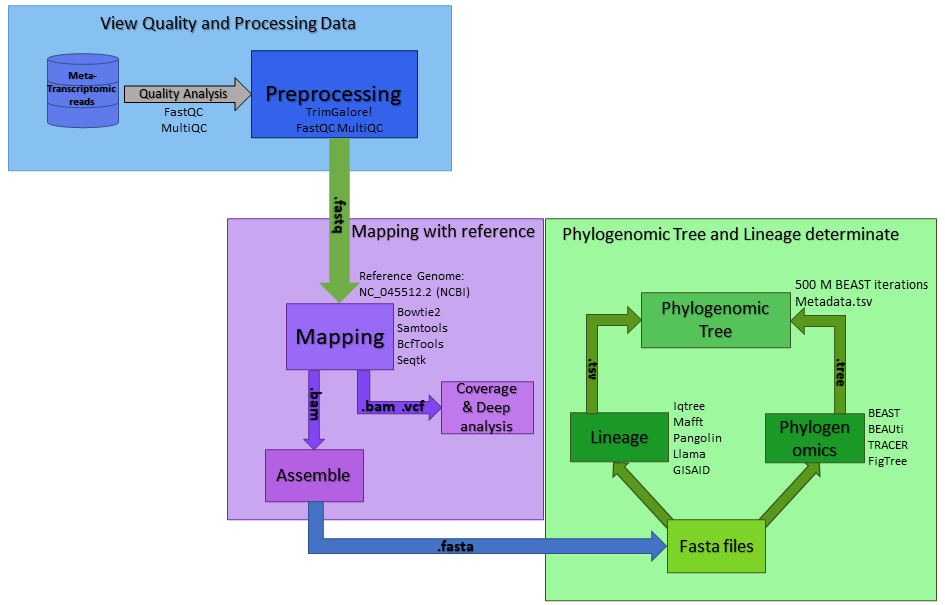 View Quality and Processing Data
Meta-
Transcriptomic
reads
Quality Analysis
FastQC
MultiQC
Preprocessing
TrimGalore!
FastQC MultiQC
.fastq
Mapping with reference
Reference Genome:
NC_045512.2 (NCBI)
Mapping
Bowtie2
Samtools
BcfTools
Seqtk
.bam
.bam .vcf
Coverage
& Deep
analysis
Assemble
.fasta
Phylogenomic Tree and Lineage determinate
500 M BEAST iterations
Metadata.tsv
Phylogenomic
Tree
.tsv
.tree
Lineage
Iqtree
Mafft
Pangolin
Llama
GISAID
Phylogen
omics
BEAST
BEAUti
TRACER
FigTree
Fasta files